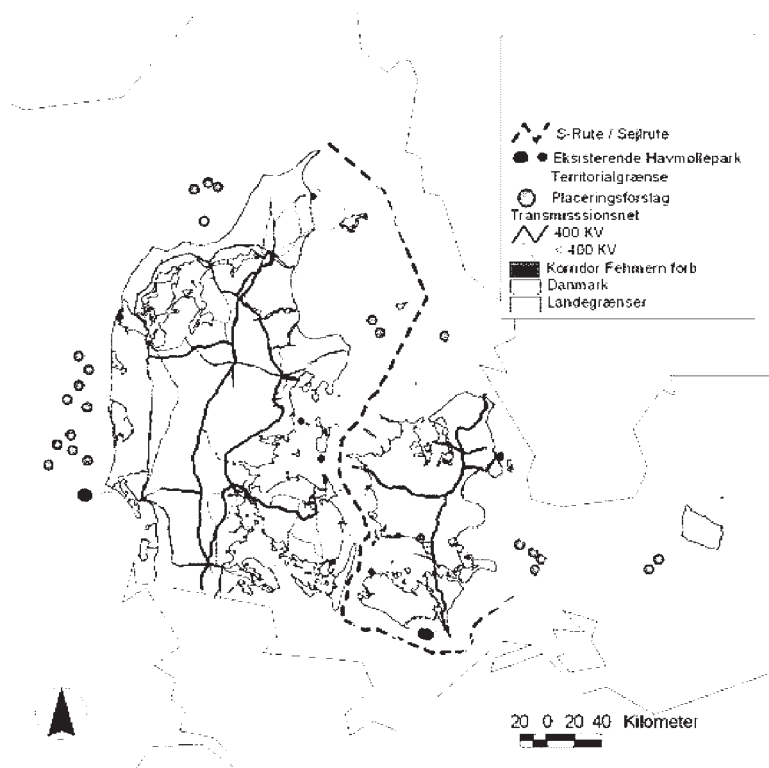 S-Rute / Sejlrute
Eksisterende Havmøllepark
Territorialgrænse
Placeringsforslag
Transmisssionsnet
400 KV
< 400 KV
Korridor Fehmern forb
Danmark
Landegrænser
20 0 20 40 Kilometer